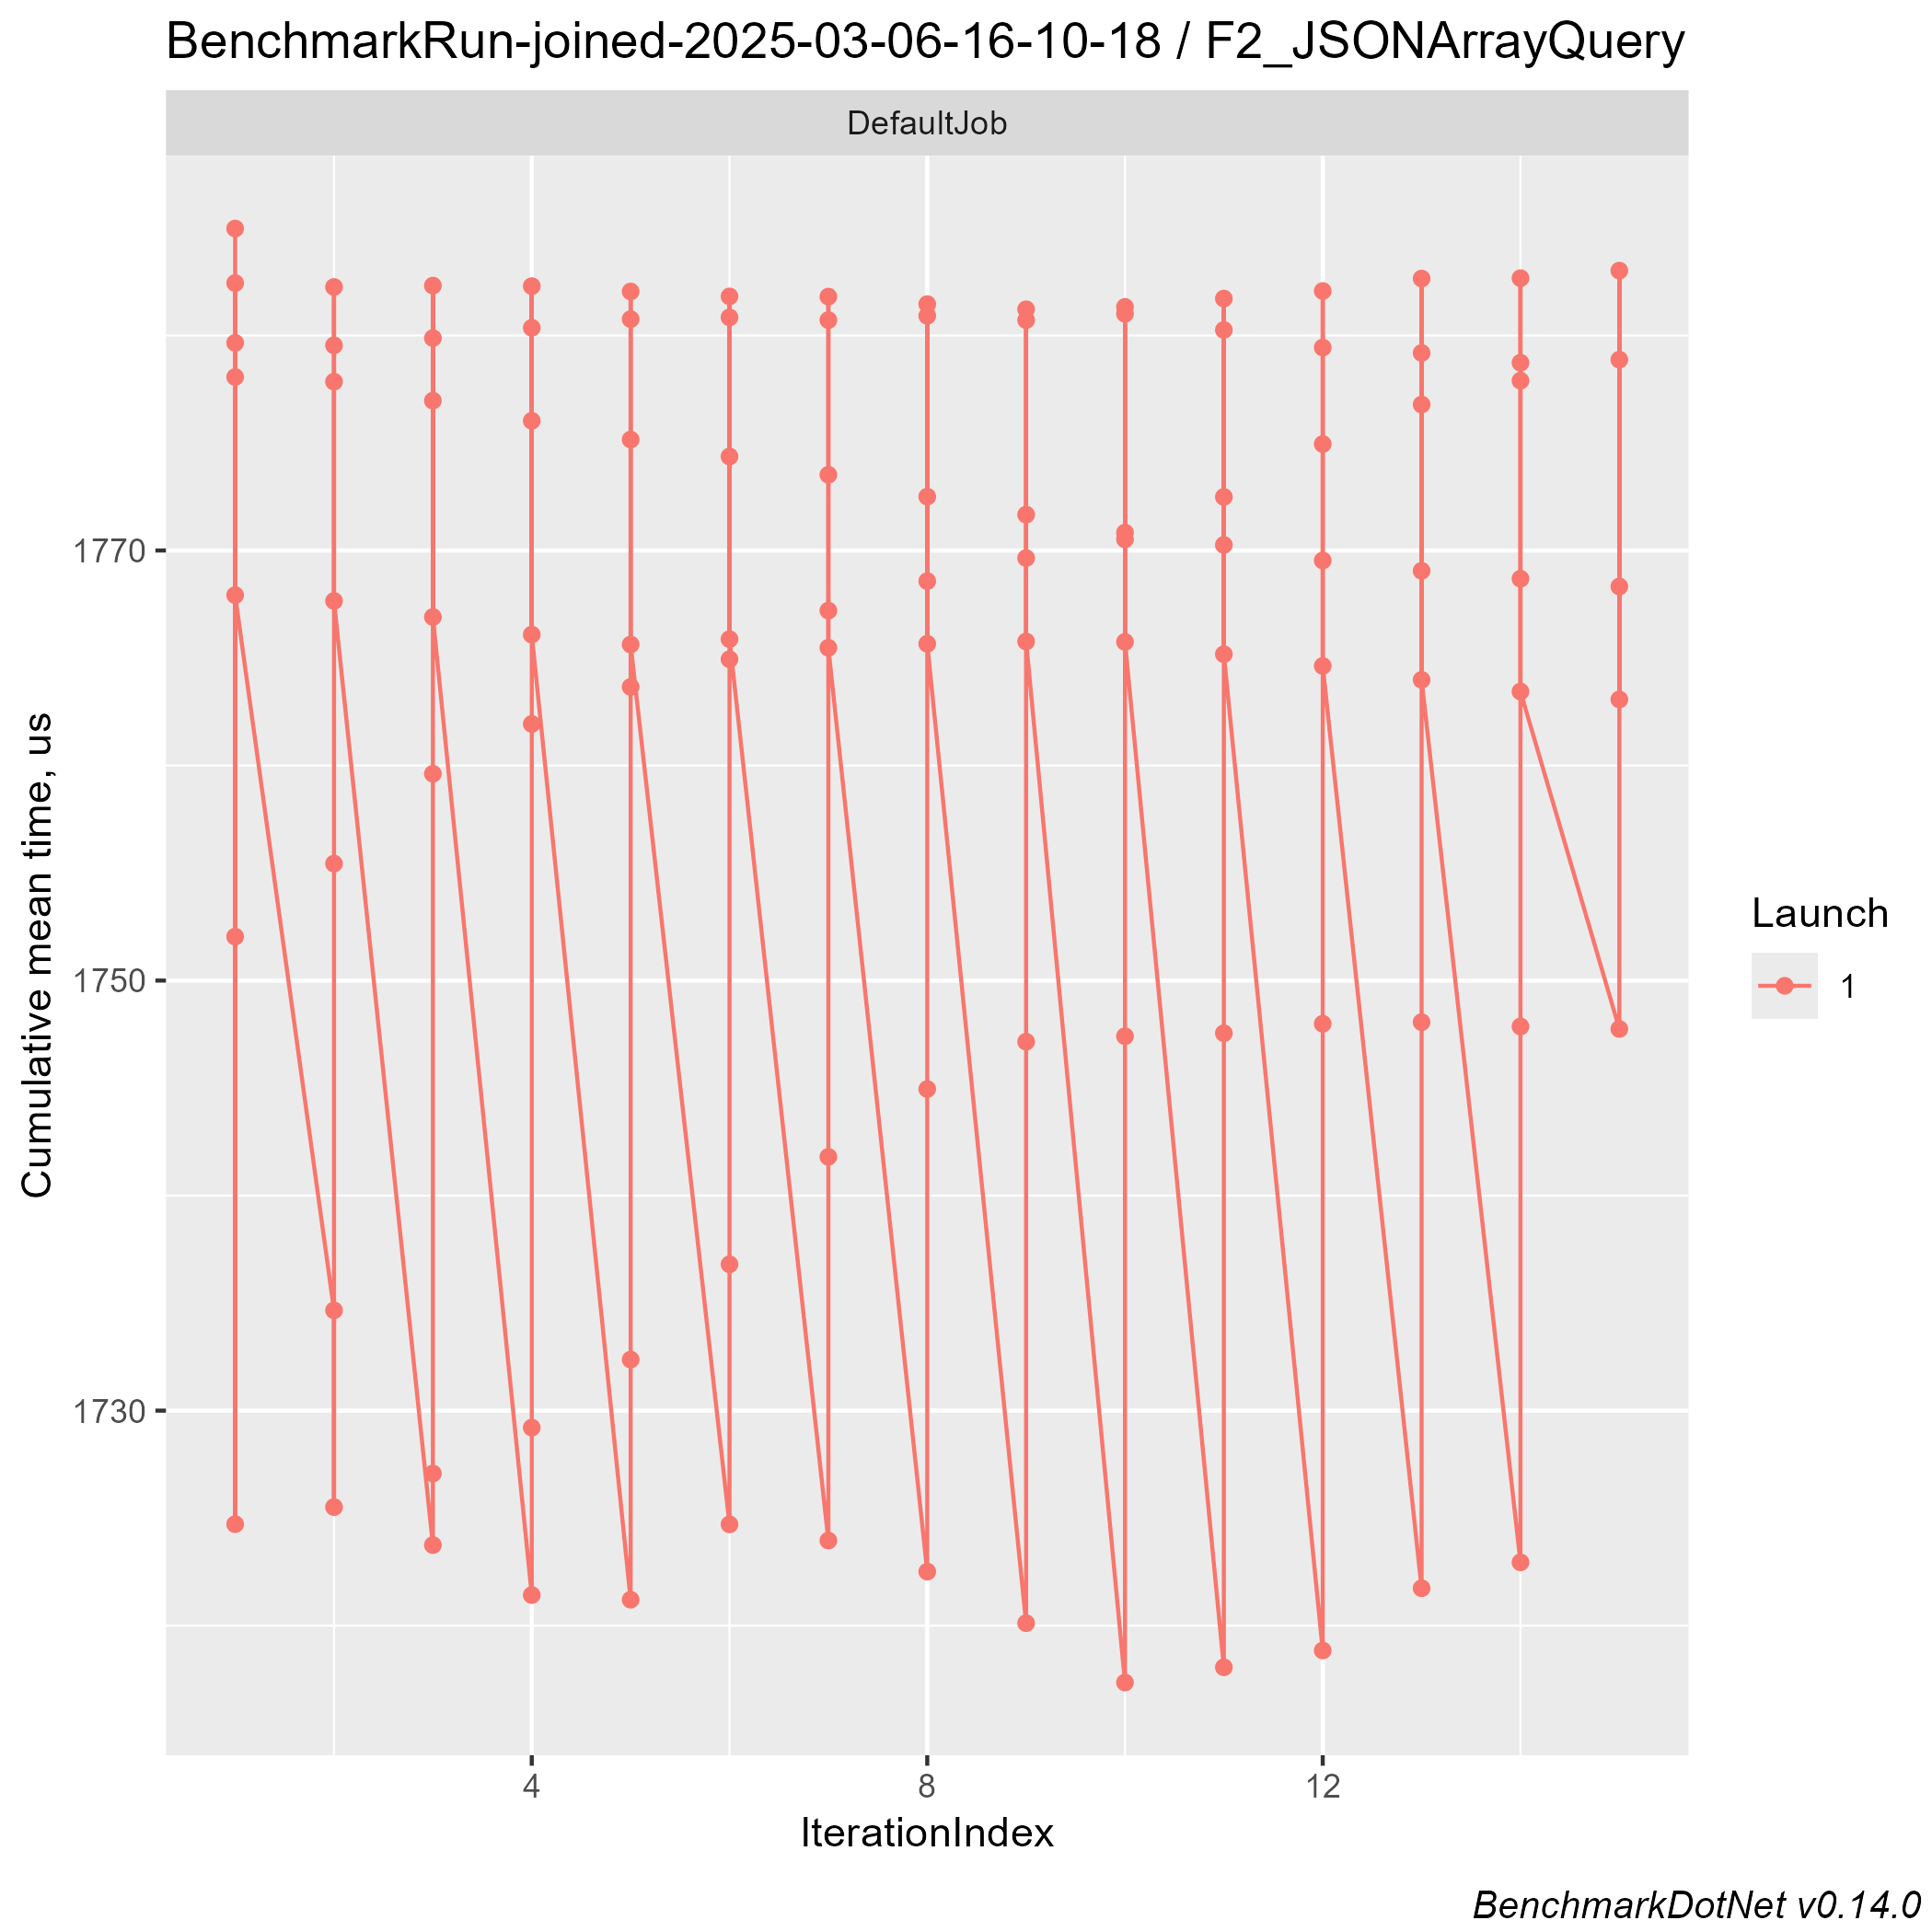 BenchmarkRun-joined-2025-03-06-16-10-18 / F2_JSONArrayQuery
DefaultJob
Cumulative mean time, us
1770
1750
1730
4
8
12
IterationIndex
Launch
1
BenchmarkDotNet v0.14.0